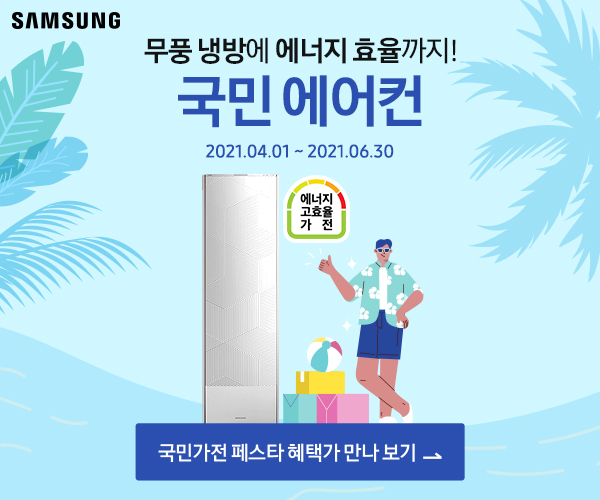 SAMSUNG
무풍 냉방에 에너지 효율까지!
국민 에어컨
2021.04.01 ~ 2021.06.30
에너지
고효율
가 전
국민가전 페스타 혜택가 만나 보기